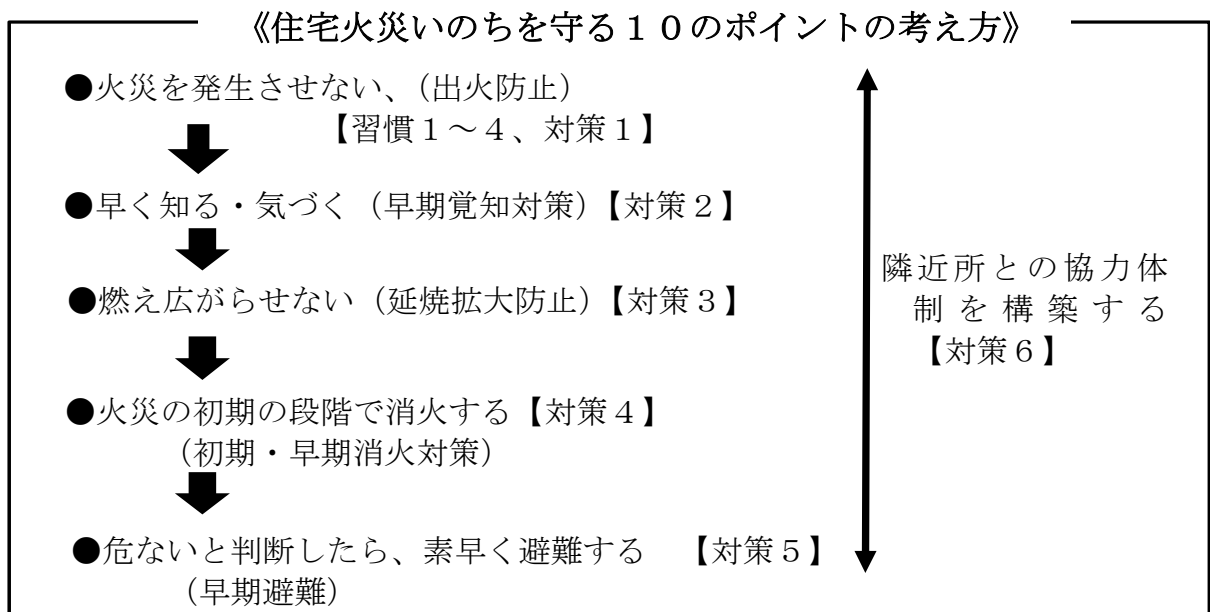 《住宅火災いのちを守る１０のポイントの考え方》
●火災を発生させない、（出火防止）
【習慣１～４、対策１】
●早く知る・気づく（早期覚知対策）【対策２】
●燃え広がらせない（延焼拡大防止）【対策３】
●火災の初期の段階で消火する【対策４】
（初期・早期消火対策）
●危ないと判断したら、素早く避難する　【対策５】
（早期避難）
隣近所との協力体
制を構築する
【対策６】